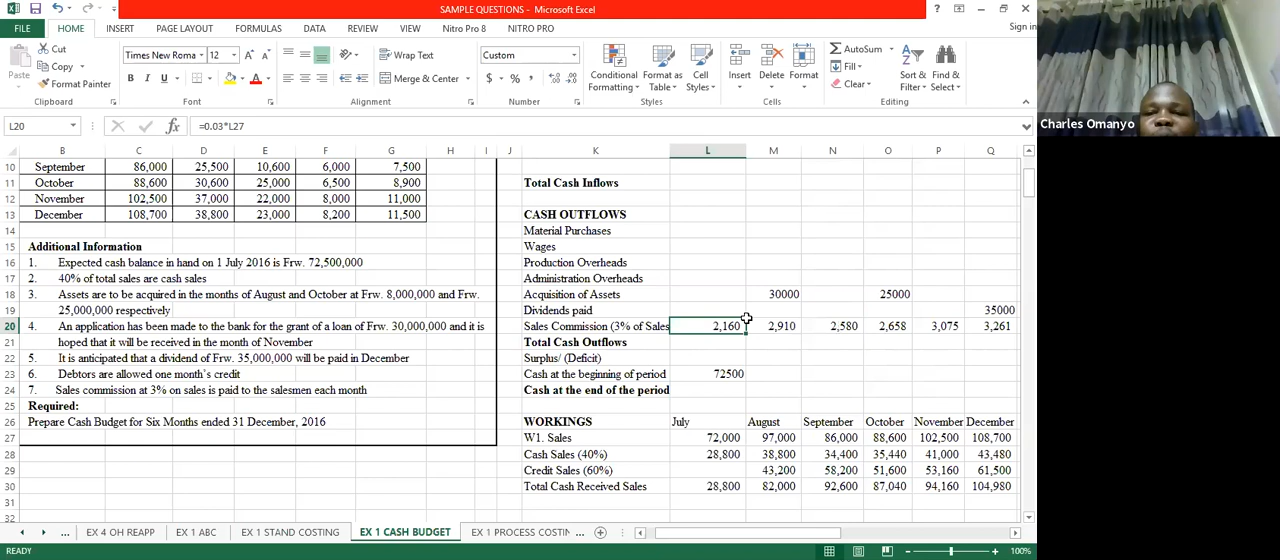 SAMPLE QUESTIONS - Microsoft Excel
Sign in
FILE HOME INSERT PAGE LAYOUT FORMULAS DATA REVIEW VIEW Nitro Pro 8 NITRO PRO
Cut
Copy
Format Painter
Paste
Clipboard
Times New Roma 12
B I U
Font
Wrap Text
Merge & Center
Alignment
Custom
$ % ,
Number
Conditional Formatting
Format as Table
Cell Styles
Styles
Insert Delete Format
Cells
AutoSum
Fill
Clear
Sort & Filter
Find & Select
Editing
Charles Omanyo
L20 =0.03*L27
B C D E F G H I J K L M N O P Q
10 September 86,000 25,500 10,600 6,000 7,500
11 October 88,600 30,600 25,000 6,500 8,900 Total Cash Inflows
12 November 102,500 37,000 22,000 8,000 11,000
13 December 108,700 38,800 23,000 8,200 11,500 CASH OUTFLOWS
14 Material Purchases
15 Additional Information Wages
16 1. Expected cash balance in hand on 1 July 2016 is Frw. 72,500,000 Production Overheads
17 2. 40% of total sales are cash sales Administration Overheads
18 3. Assets are to be acquired in the months of August and October at Frw. 8,000,000 and Frw. Acquisition of Assets 30000 25000
19 25,000,000 respectively Dividends paid 35000
20 4. An application has been made to the bank for the grant of a loan of Frw. 30,000,000 and it is Sales Commission (3% of Sales 2,160 2,910 2,580 2,658 3,075 3,261
21 hoped that it will be received in the month of November Total Cash Outflows
22 5. It is anticipated that a dividend of Frw. 35,000,000 will be paid in December Surplus/ (Deficit)
23 6. Debtors are allowed one month's credit Cash at the beginning of period 72500
24 7. Sales commission at 3% on sales is paid to the salesmen each month Cash at the end of the period
25 Required:
26 Prepare Cash Budget for Six Months ended 31 December, 2016 WORKINGS July August September October November December
27 W1. Sales 72,000 97,000 86,000 88,600 102,500 108,700
28 Cash Sales (40%) 28,800 38,800 34,400 35,440 41,000 43,480
29 Credit Sales (60%) 43,200 58,200 51,600 53,160 61,500
30 Total Cash Received Sales 28,800 82,000 92,600 87,040 94,160 104,980
31
32
... EX 4 OH REAPP EX 1 ABC EX 1 STAND COSTING EX 1 CASH BUDGET EX 1 PROCESS COSTIN ...
READY 100%